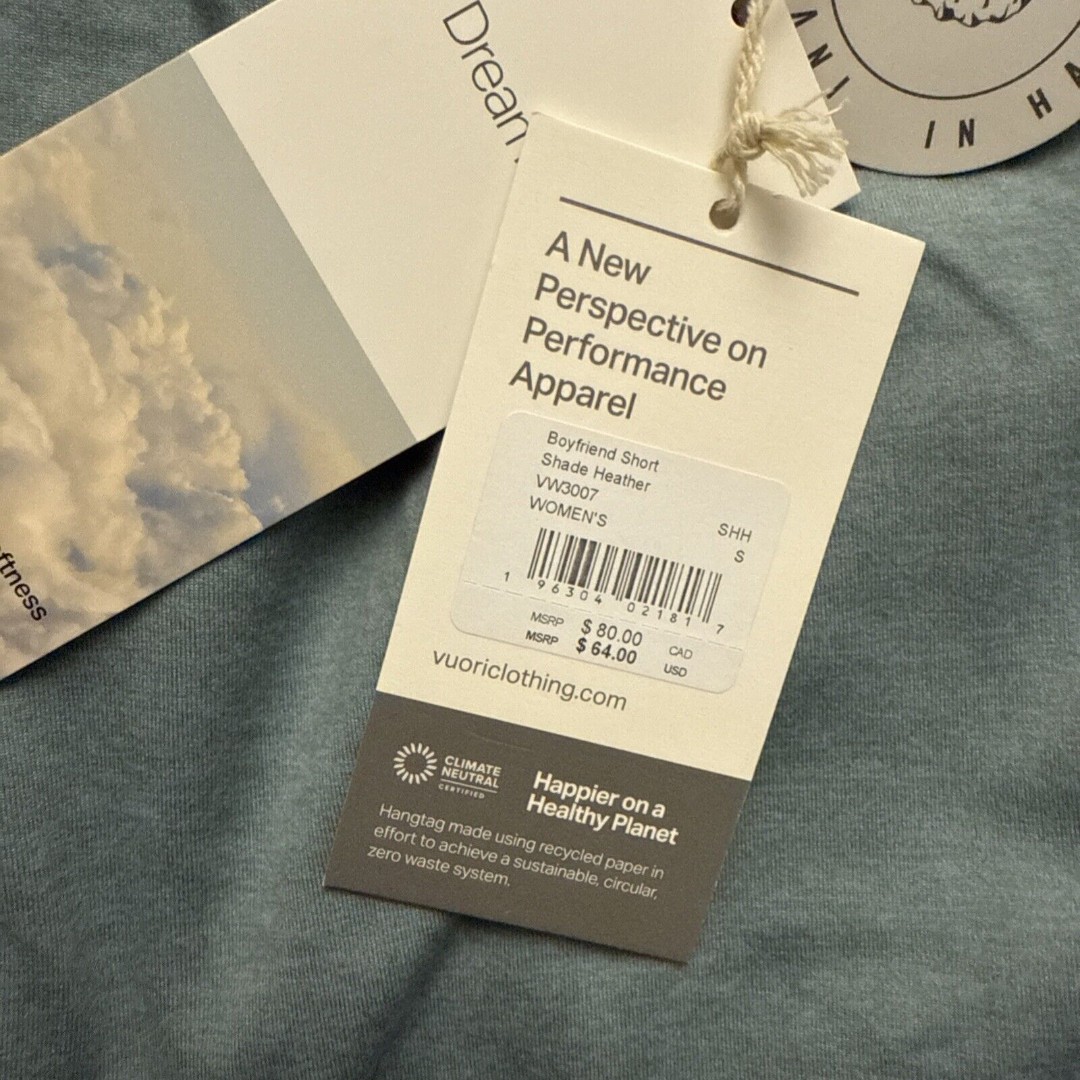 A New
Perspective on
Performance
Apparel
Boyfriend Short
Shade Heather
VW3007
WOMEN'S
SHH
S
1 96304 02181 7
MSRP $ 80.00 CAD
MSRP $ 64.00 USD
vuoriclothing.com
CLIMATE
NEUTRAL
CERTIFIED
Happier on a
Healthy Planet
Hangtag made using recycled paper in
effort to achieve a sustainable, circular,
zero waste system.
IN